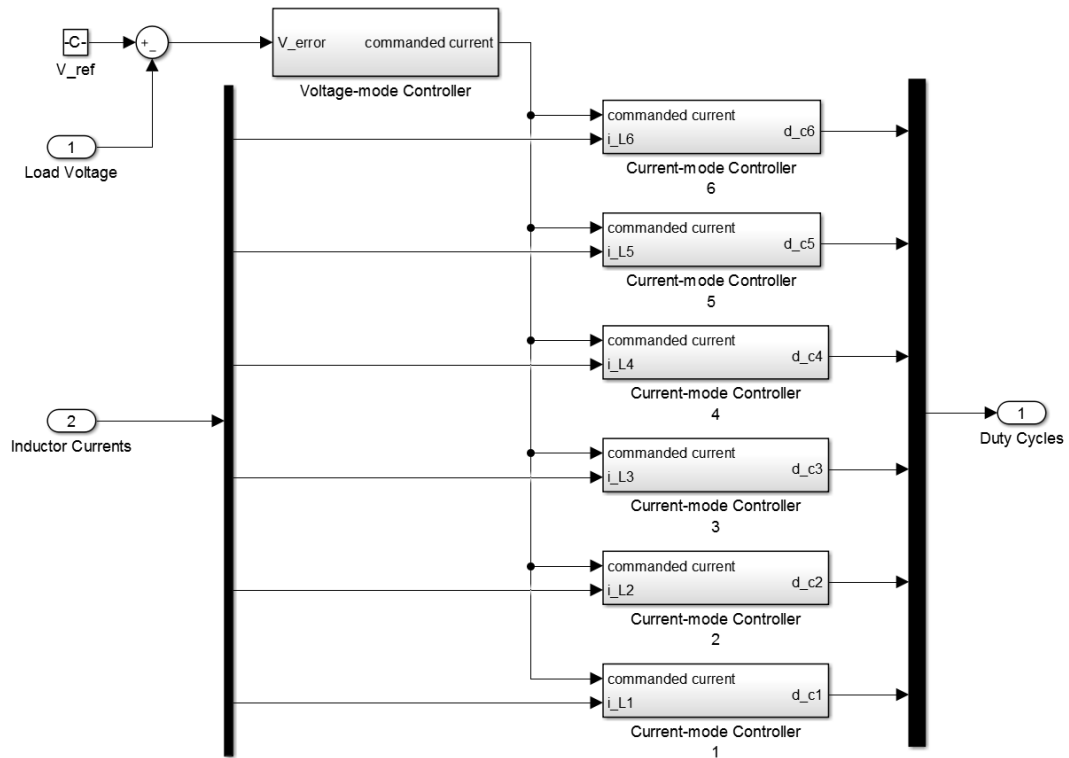 -C-
V_ref
+
_
V_error
commanded current
Voltage-mode Controller
1
Load Voltage
commanded current
i_L6
d_c6
Current-mode Controller
6
commanded current
i_L5
d_c5
Current-mode Controller
5
commanded current
i_L4
d_c4
Current-mode Controller
4
2
Inductor Currents
1
Duty Cycles
commanded current
i_L3
d_c3
Current-mode Controller
3
commanded current
i_L2
d_c2
Current-mode Controller
2
commanded current
i_L1
d_c1
Current-mode Controller
1